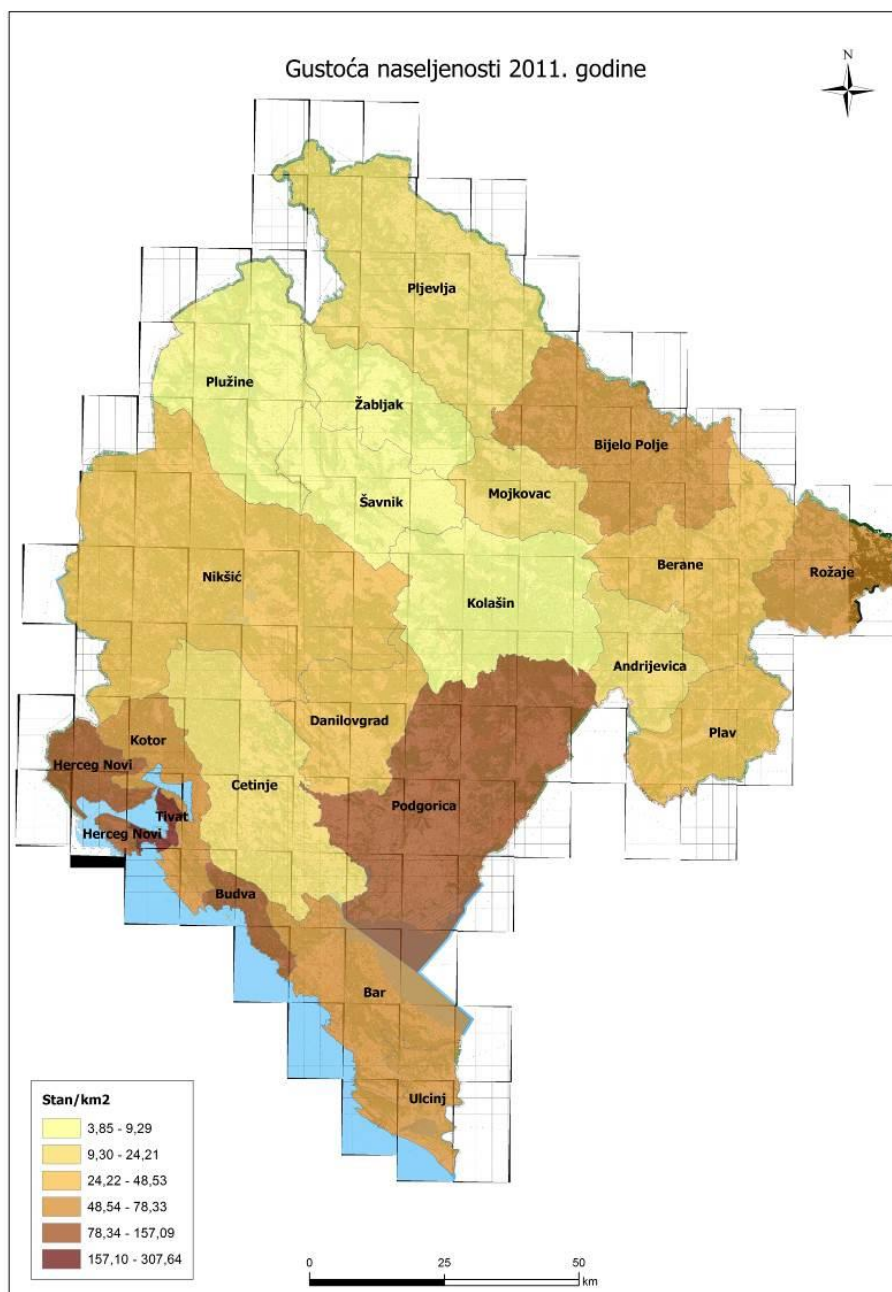 Gustoća naseljenosti 2011. godine
N
Pljevlja
Plužine
Žabljak
Bijelo Polje
Šavnik
Mojkovac
Nikšić
Berane
Rožaje
Kolašin
Andrijevica
Danilovgrad
Plav
Kotor
Herceg Novi
Cetinje
Podgorica
Tivat
Herceg Novi
Budva
Bar
Ulcinj
Stan/km2
3,85 - 9,29
9,30 - 24,21
24,22 - 48,53
48,54 - 78,33
78,34 - 157,09
157,10 - 307,64
0 25 50
km